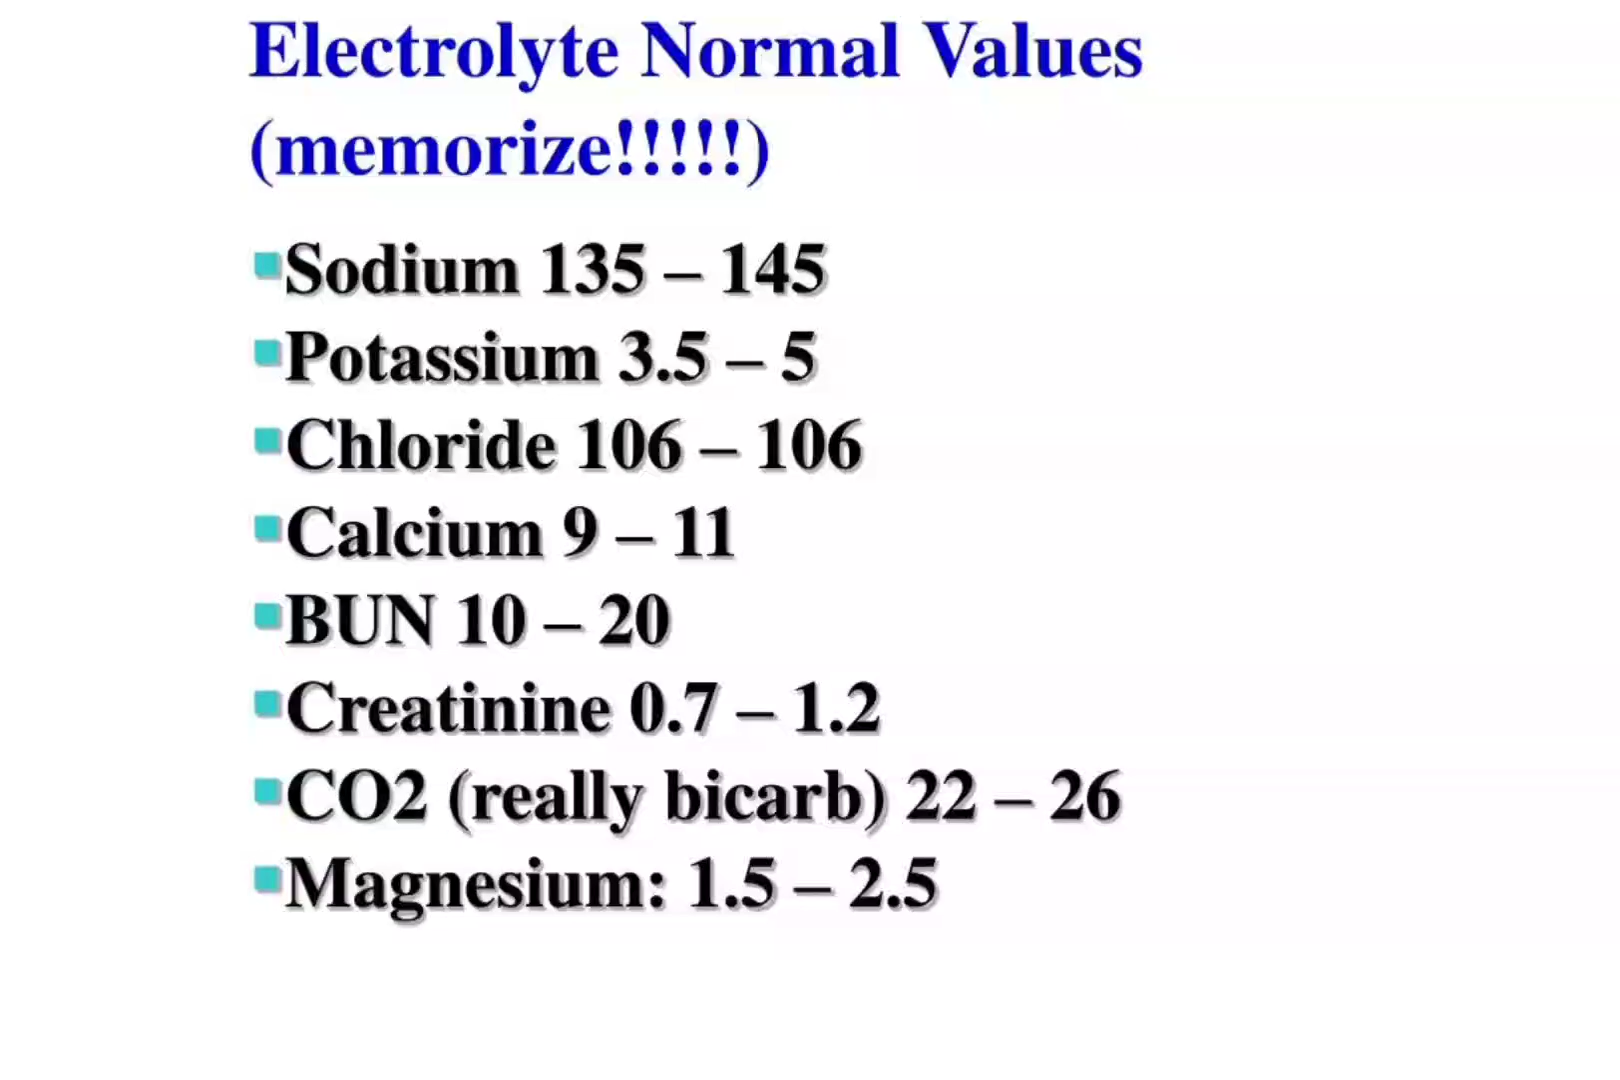 Electrolyte Normal Values
(memorize!!!!!)
▪Sodium 135 – 145
▪Potassium 3.5 – 5
▪Chloride 106 – 106
▪Calcium 9 – 11
▪BUN 10 – 20
▪Creatinine 0.7 – 1.2
▪CO2 (really bicarb) 22 – 26
▪Magnesium: 1.5 – 2.5